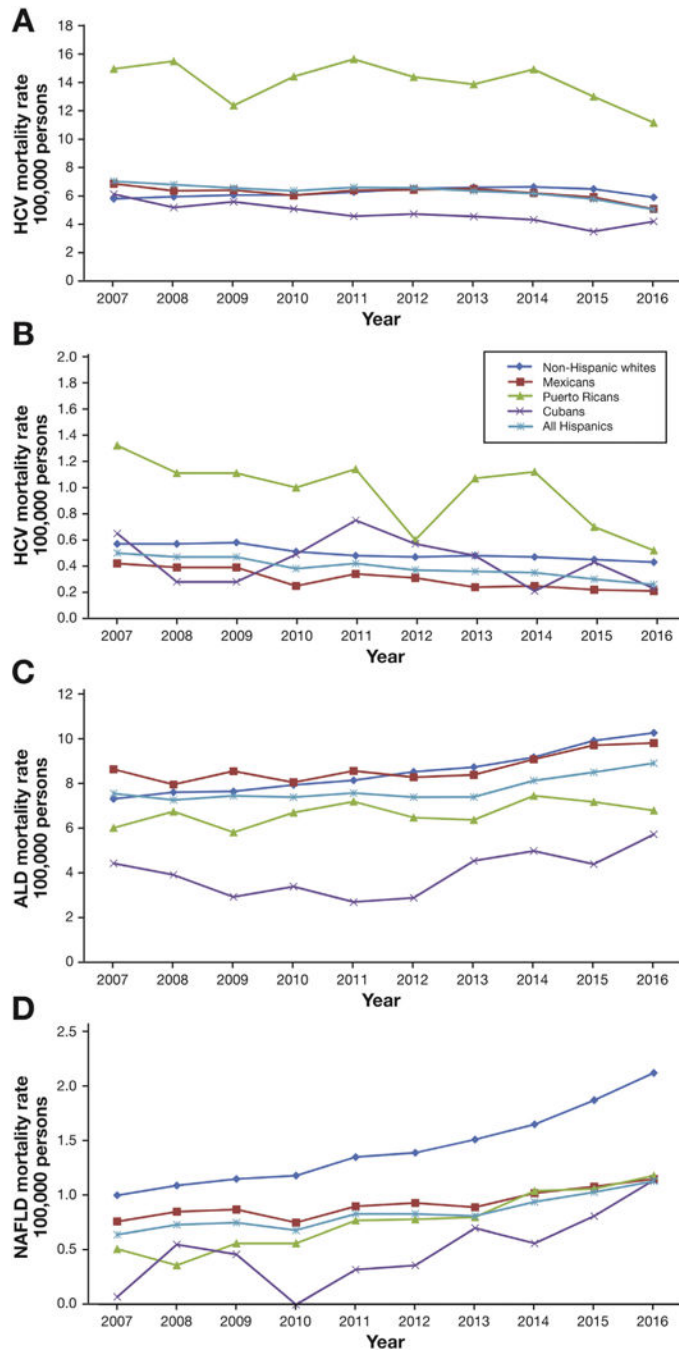 A
HCV mortality rate
100,000 persons
18
16
14
12
10
8
6
4
2
0
2007 2008 2009 2010 2011 2012 2013 2014 2015 2016
Year
B
HCV mortality rate
100,000 persons
2.0
1.8
1.6
1.4
1.2
1.0
0.8
0.6
0.4
0.2
0.0
Non-Hispanic whites
Mexicans
Puerto Ricans
Cubans
All Hispanics
2007 2008 2009 2010 2011 2012 2013 2014 2015 2016
Year
C
ALD mortality rate
100,000 persons
12
10
8
6
4
2
0
2007 2008 2009 2010 2011 2012 2013 2014 2015 2016
Year
D
NAFLD mortality rate
100,000 persons
2.5
2.0
1.5
1.0
0.5
0.0
2007 2008 2009 2010 2011 2012 2013 2014 2015 2016
Year